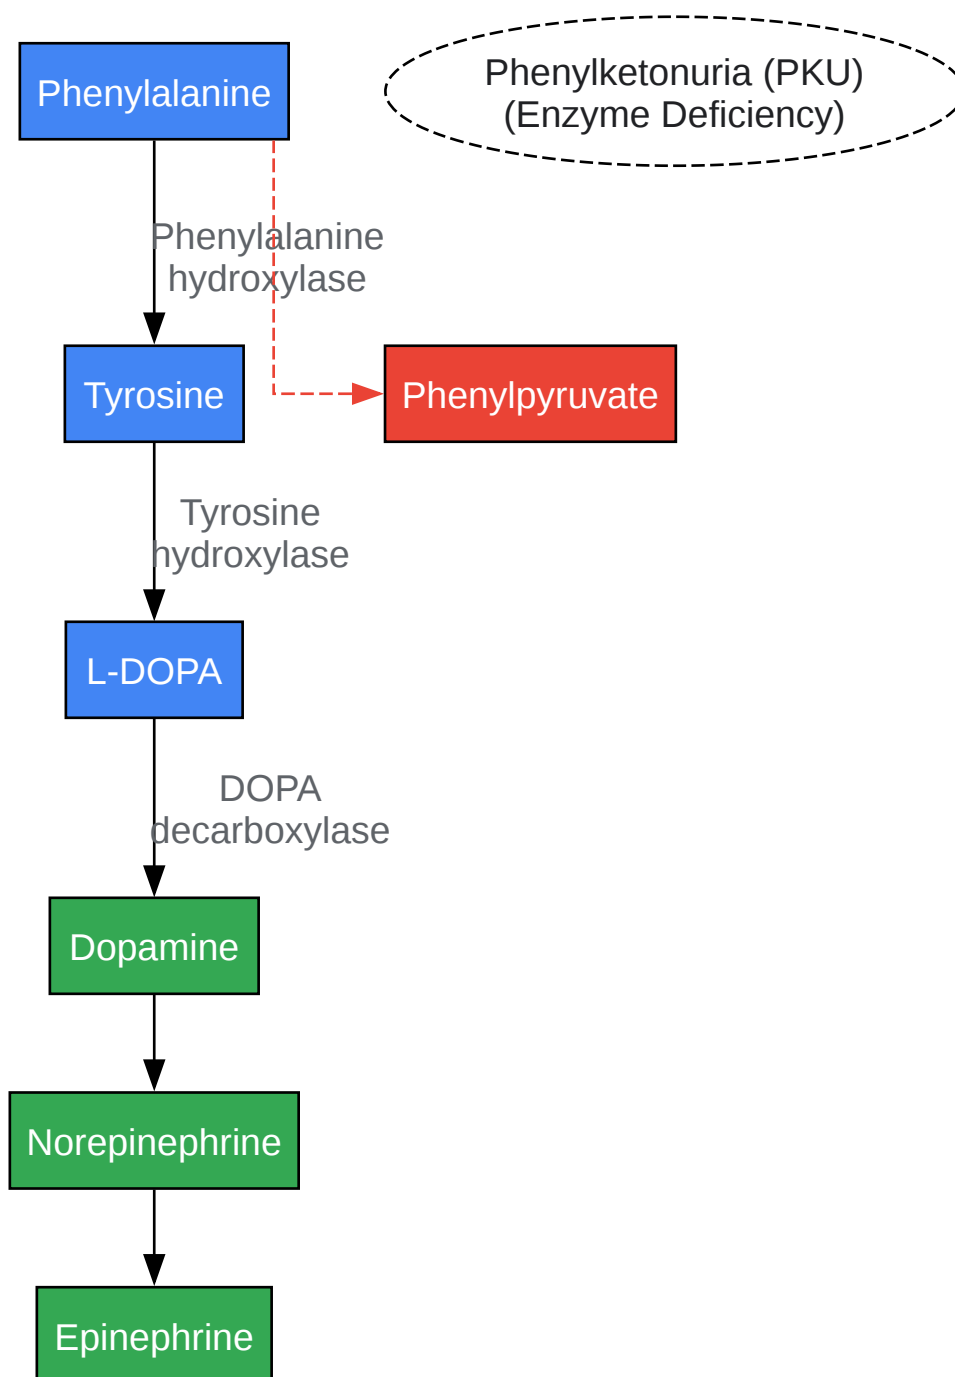 Phenylalanine
Phenylketonuria (PKU)
(Enzyme Deficiency)
Phenylalanine
hydroxylase
Tyrosine
Phenylpyruvate
Tyrosine
hydroxylase
L-DOPA
DOPA
decarboxylase
Dopamine
Norepinephrine
Epinephrine